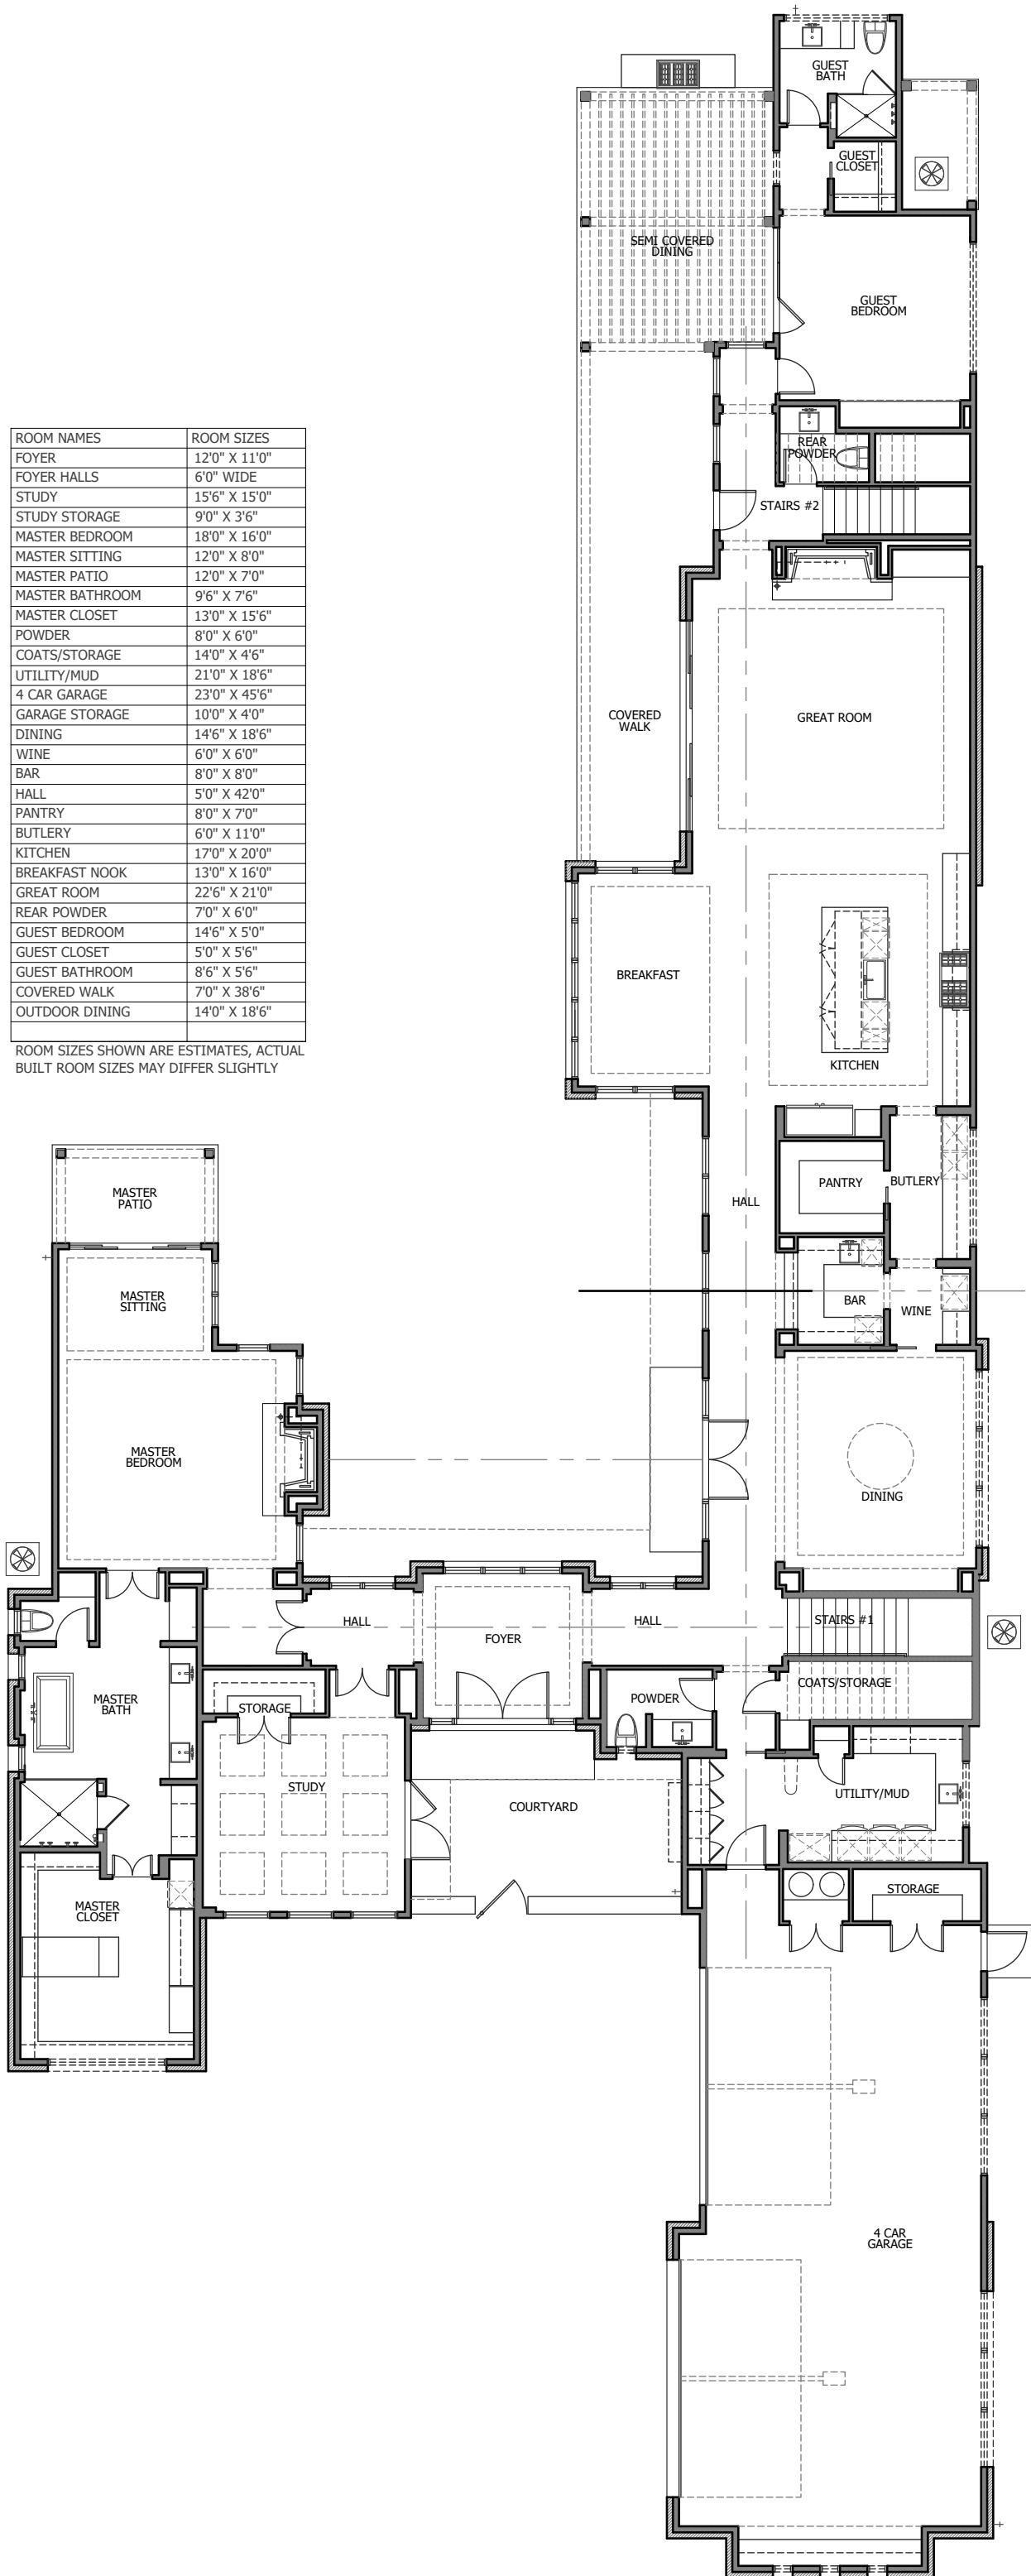 GUEST
BATH
GUEST
CLOSET
SEMI COVERED
DINING
GUEST
BEDROOM
REAR
POWDER
STAIRS #2
ROOM NAMES ROOM SIZES
FOYER 12'0" X 11'0"
FOYER HALLS 6'0" WIDE
STUDY 15'6" X 15'0"
STUDY STORAGE 9'0" X 3'6"
MASTER BEDROOM 18'0" X 16'0"
MASTER SITTING 12'0" X 8'0"
MASTER PATIO 12'0" X 7'0"
MASTER BATHROOM 9'6" X 7'6"
MASTER CLOSET 13'0" X 15'6"
POWDER 8'0" X 6'0"
COATS/STORAGE 14'0" X 4'6"
UTILITY/MUD 21'0" X 18'6"
4 CAR GARAGE 23'0" X 45'6"
GARAGE STORAGE 10'0" X 4'0"
DINING 14'6" X 18'6"
WINE 6'0" X 6'0"
BAR 8'0" X 8'0"
HALL 5'0" X 42'0"
PANTRY 8'0" X 7'0"
BUTLERY 6'0" X 11'0"
KITCHEN 17'0" X 20'0"
BREAKFAST NOOK 13'0" X 16'0"
GREAT ROOM 22'6" X 21'0"
REAR POWDER 7'0" X 6'0"
GUEST BEDROOM 14'6" X 5'0"
GUEST CLOSET 5'0" X 5'6"
GUEST BATHROOM 8'6" X 5'6"
COVERED WALK 7'0" X 38'6"
OUTDOOR DINING 14'0" X 18'6"
ROOM SIZES SHOWN ARE ESTIMATES, ACTUAL
BUILT ROOM SIZES MAY DIFFER SLIGHTLY
COVERED
WALK
GREAT ROOM
BREAKFAST
KITCHEN
PANTRY
BUTLERY
HALL
MASTER
PATIO
MASTER
SITTING
BAR
WINE
MASTER
BEDROOM
DINING
HALL
FOYER
HALL
STAIRS #1
MASTER
BATH
STORAGE
POWDER
COATS/STORAGE
STUDY
COURTYARD
UTILITY/MUD
MASTER
CLOSET
STORAGE
4 CAR
GARAGE